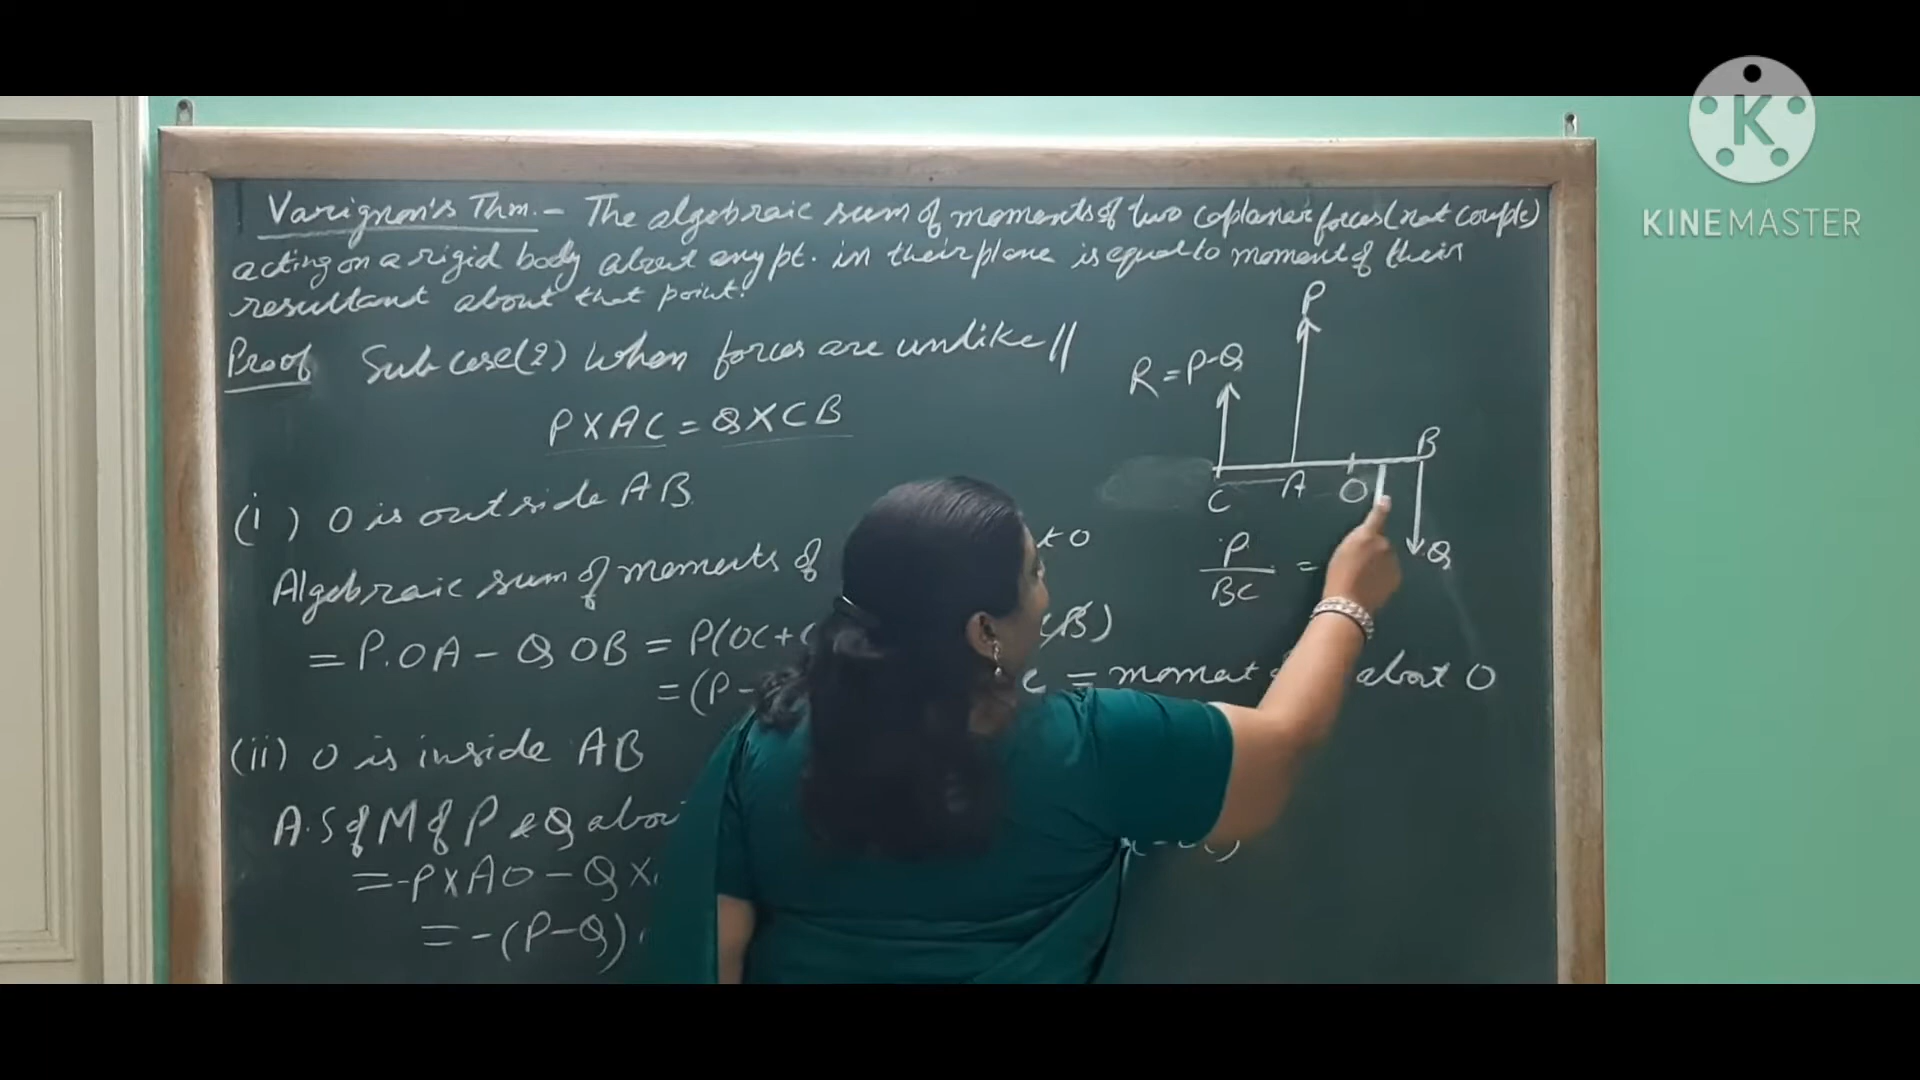 K
KINEMASTER
Varignon's Thm. - The algebraic sum of moments of two coplanar forces (not couple)
acting on a rigid body about any pt. in their plane is equal to moment of their
resultant about that point.
Proof Sub case (2) When forces are unlike //
P X AC = Q X CB
(i) O is outside AB
Algebraic sum of moments of
t O
= P.OA - Q OB = P(OC+
CB)
= (P-
C = moment
about O
(ii) O is inside AB
A.S of M of P & Q abou
= -P X AO - Q X
= -(P-Q)
P
R = P-Q
B
C A O
Q
P
BC
=